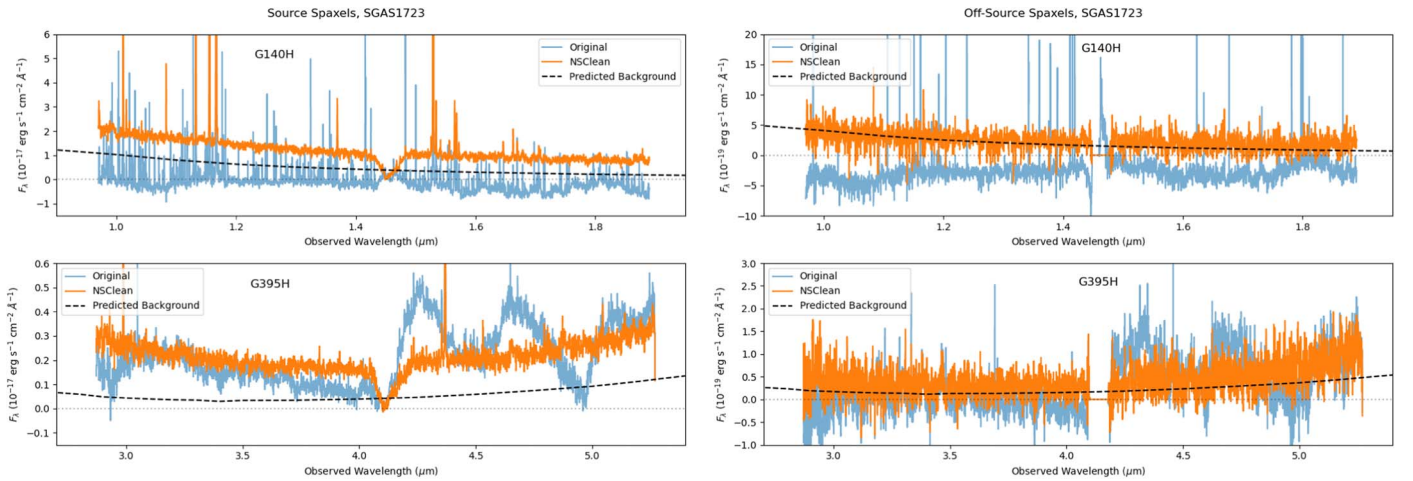 Source Spaxels, SGAS1723
G140H
Original
NSClean
Predicted Background
6
5
4
3
2
1
0
−1
Fλ (10⁻¹⁷ erg s⁻¹ cm⁻² Å⁻¹)
1.0 1.2 1.4 1.6 1.8
Observed Wavelength (μm)
Off-Source Spaxels, SGAS1723
Original
NSClean
Predicted Background
G140H
20
15
10
5
0
−5
−10
Fλ (10⁻¹⁹ erg s⁻¹ cm⁻² Å⁻¹)
1.0 1.2 1.4 1.6 1.8
Observed Wavelength (μm)
Original
NSClean
Predicted Background
G395H
0.6
0.5
0.4
0.3
0.2
0.1
0.0
−0.1
Fλ (10⁻¹⁷ erg s⁻¹ cm⁻² Å⁻¹)
3.0 3.5 4.0 4.5 5.0
Observed Wavelength (μm)
Original
NSClean
Predicted Background
G395H
3.0
2.5
2.0
1.5
1.0
0.5
0.0
−0.5
−1.0
Fλ (10⁻¹⁹ erg s⁻¹ cm⁻² Å⁻¹)
3.0 3.5 4.0 4.5 5.0
Observed Wavelength (μm)